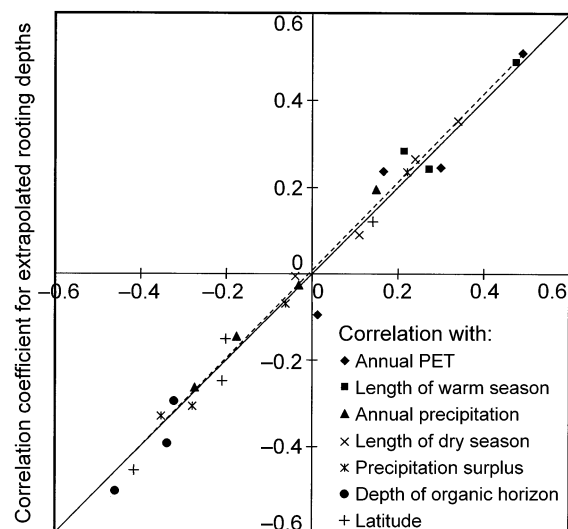 Correlation coefficient for extrapolated rooting depths
0.6
0.4
0.2
0
−0.6
−0.4
−0.2
0
0.2
0.4
0.6
−0.2
−0.4
−0.6
Correlation with:
Annual PET
Length of warm season
Annual precipitation
Length of dry season
Precipitation surplus
Depth of organic horizon
Latitude